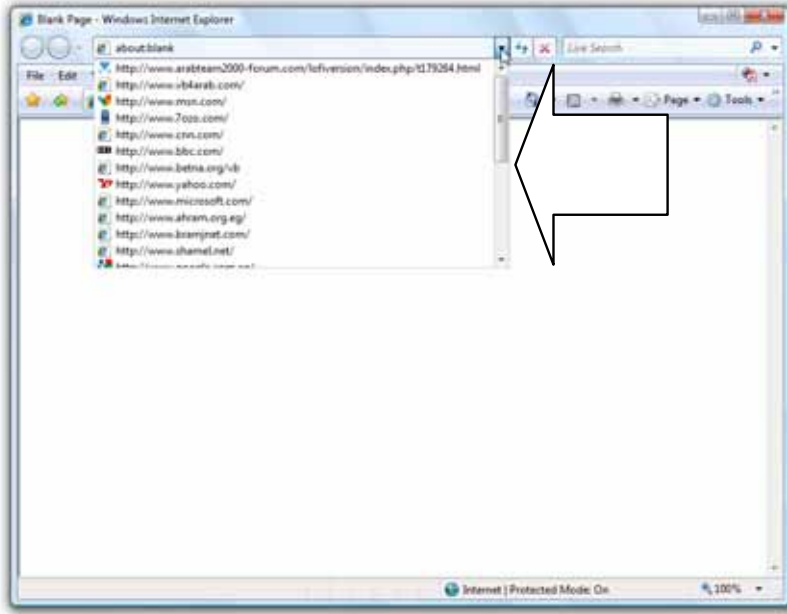 Blank Page - Windows Internet Explorer
about:blank
Live Search
File Edit
http://www.arabteam2000-forum.com/lofiversion/index.php/t179264.html
http://www.vb4arab.com/
http://www.msn.com/
http://www.7ozo.com/
http://www.cnn.com/
http://www.bbc.com/
http://www.betna.org/vb
http://www.yahoo.com/
http://www.microsoft.com/
http://www.ahram.org.eg/
http://www.bramjnet.com/
http://www.shamel.net/
Page Tools
Internet | Protected Mode: On
100%